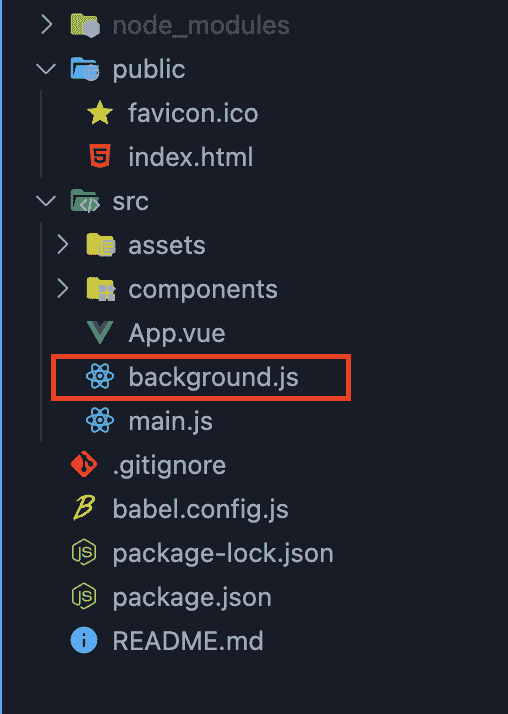 node_modules
public
favicon.ico
index.html
src
assets
components
App.vue
background.js
main.js
.gitignore
babel.config.js
package-lock.json
package.json
README.md